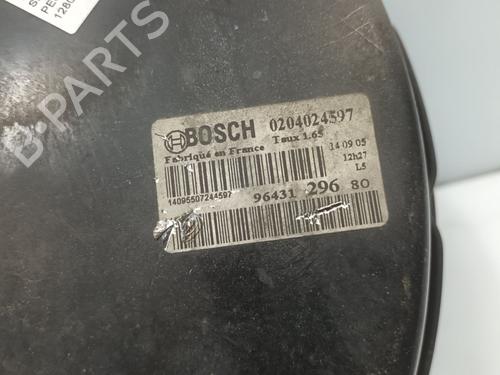 B-PARTS
BOSCH 0204024597
Fabriqué en France Taux 1.65
14 09 05
12h27
L5
14095507244597
96431 296 80